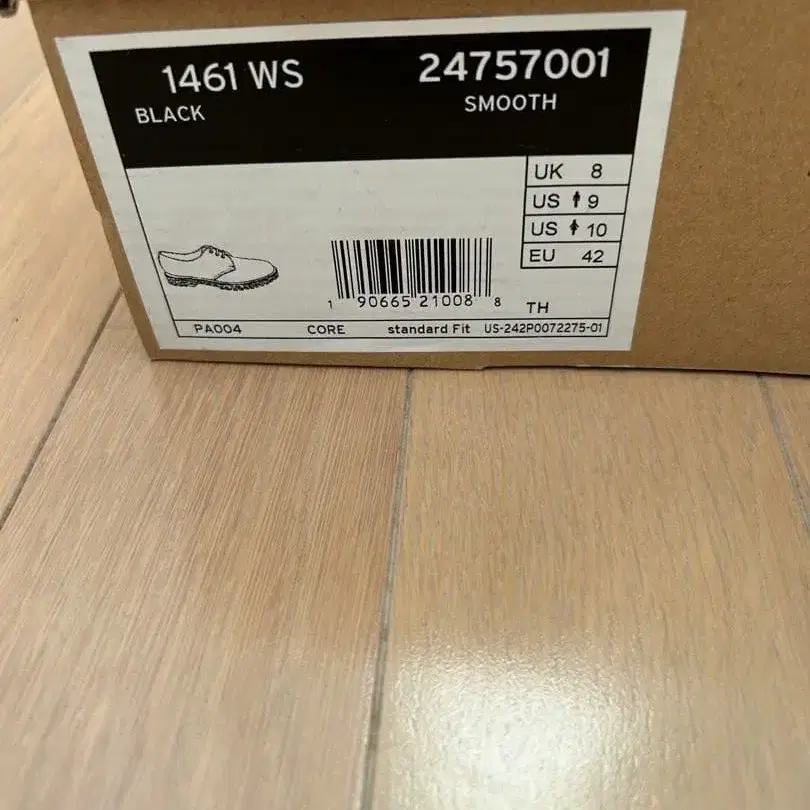 1461 WS 24757001
BLACK SMOOTH
UK 8
US 9
US 10
EU 42
1 90665 21008 8
TH
PA004 CORE standard Fit US-242P0072275-01